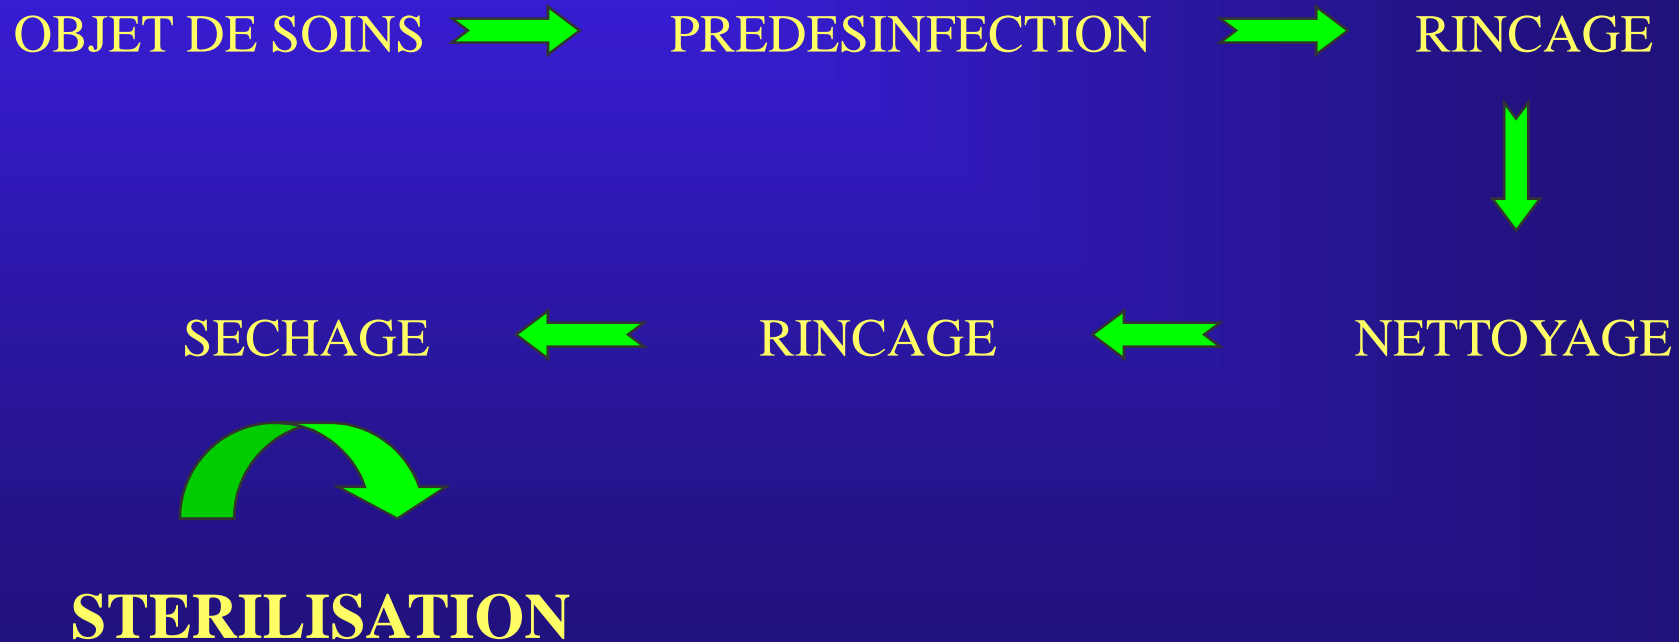 OBJET DE SOINS PREDESINFECTION RINCAGE
SECHAGE RINCAGE NETTOYAGE
STERILISATION